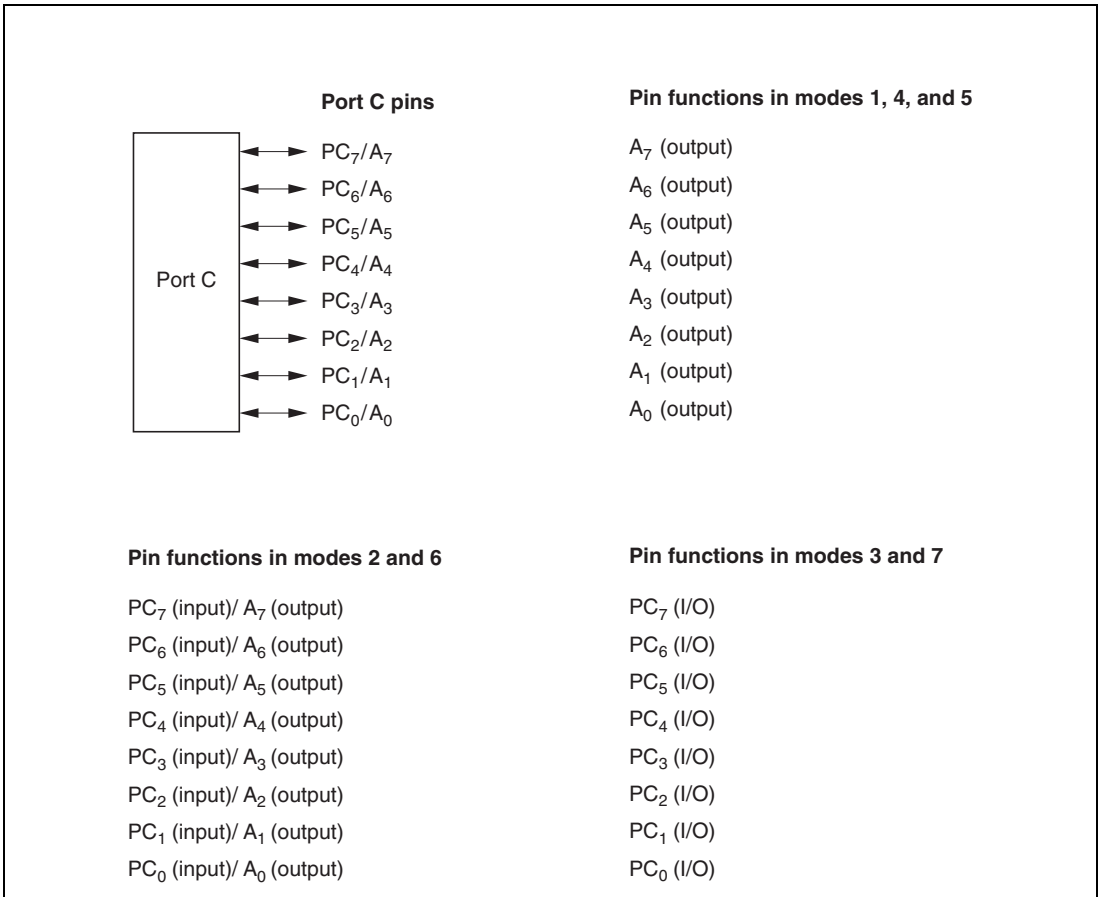 Port C pins
Port C
PC₇/A₇
PC₆/A₆
PC₅/A₅
PC₄/A₄
PC₃/A₃
PC₂/A₂
PC₁/A₁
PC₀/A₀
Pin functions in modes 1, 4, and 5
A₇ (output)
A₆ (output)
A₅ (output)
A₄ (output)
A₃ (output)
A₂ (output)
A₁ (output)
A₀ (output)
Pin functions in modes 2 and 6
PC₇ (input)/ A₇ (output)
PC₆ (input)/ A₆ (output)
PC₅ (input)/ A₅ (output)
PC₄ (input)/ A₄ (output)
PC₃ (input)/ A₃ (output)
PC₂ (input)/ A₂ (output)
PC₁ (input)/ A₁ (output)
PC₀ (input)/ A₀ (output)
Pin functions in modes 3 and 7
PC₇ (I/O)
PC₆ (I/O)
PC₅ (I/O)
PC₄ (I/O)
PC₃ (I/O)
PC₂ (I/O)
PC₁ (I/O)
PC₀ (I/O)